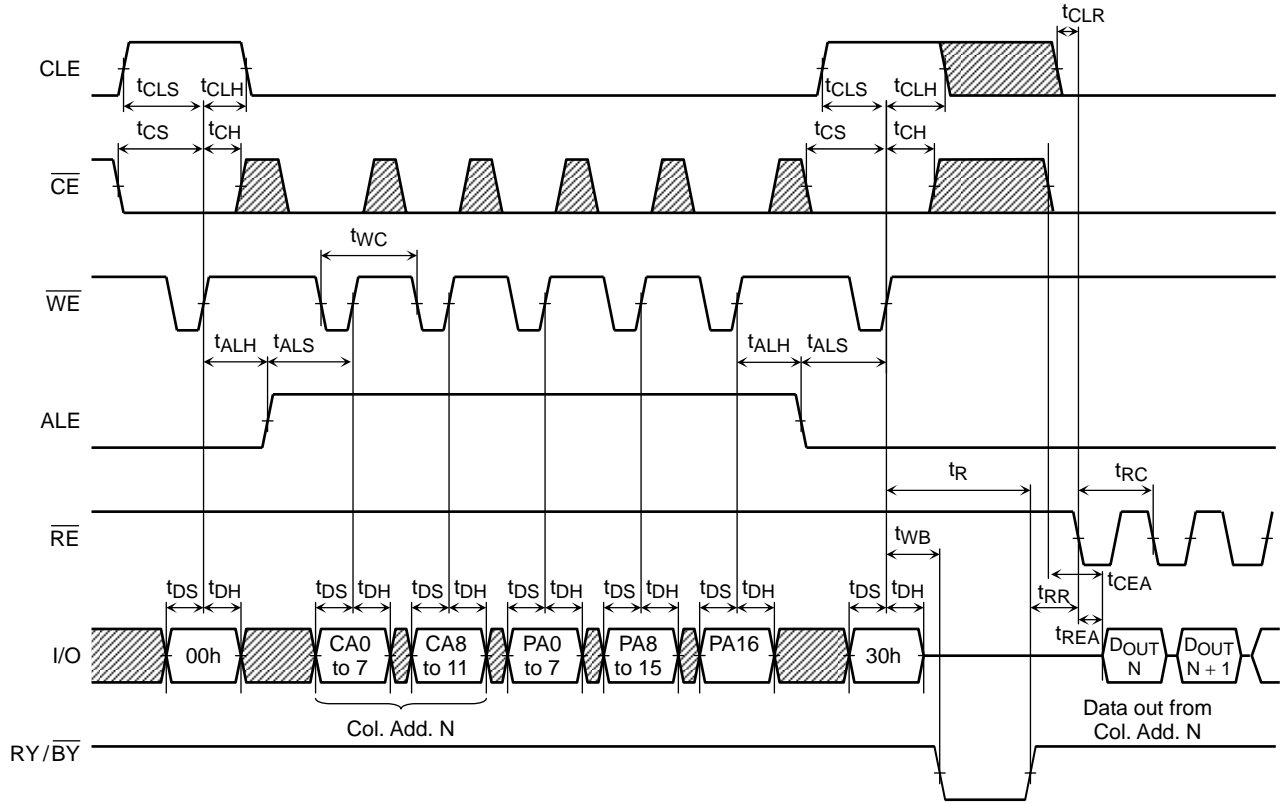 tCLR
CLE
tCLS tCLH tCLS tCLH
tCS tCH tCS tCH
CE
tWC
WE
tALH tALS tALH tALS
ALE
tR tRC
RE
tWB
tCEA
tDS tDH tDS tDH tDS tDH tDS tDH tDS tDH tDS tDH tDS tDH tRR
tREA
I/O 00h CA0 to 7 CA8 to 11 PA0 to 7 PA8 to 15 PA16 30h DOUT N DOUT N + 1
Col. Add. N
Data out from
Col. Add. N
RY/BY